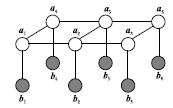 a₄ a₅ a₆
a₁ a₂ a₃
b₄ b₅ b₆
b₁ b₂ b₃